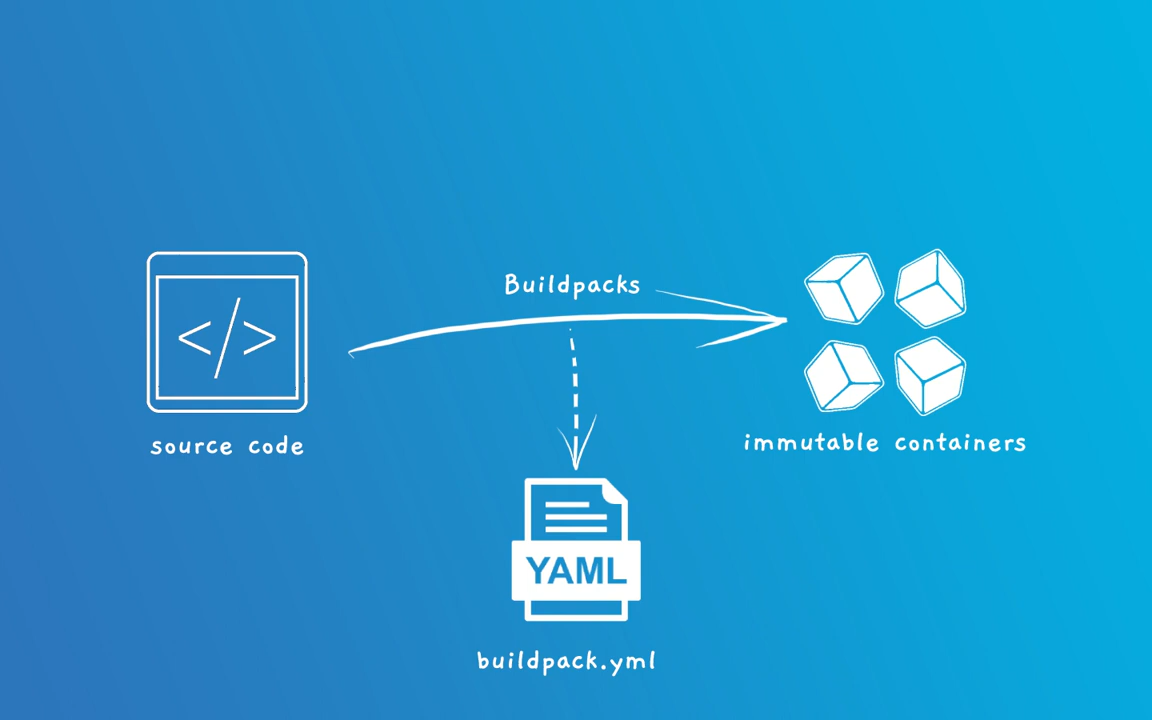 </>
Buildpacks
source code
immutable containers
YAML
buildpack.yml